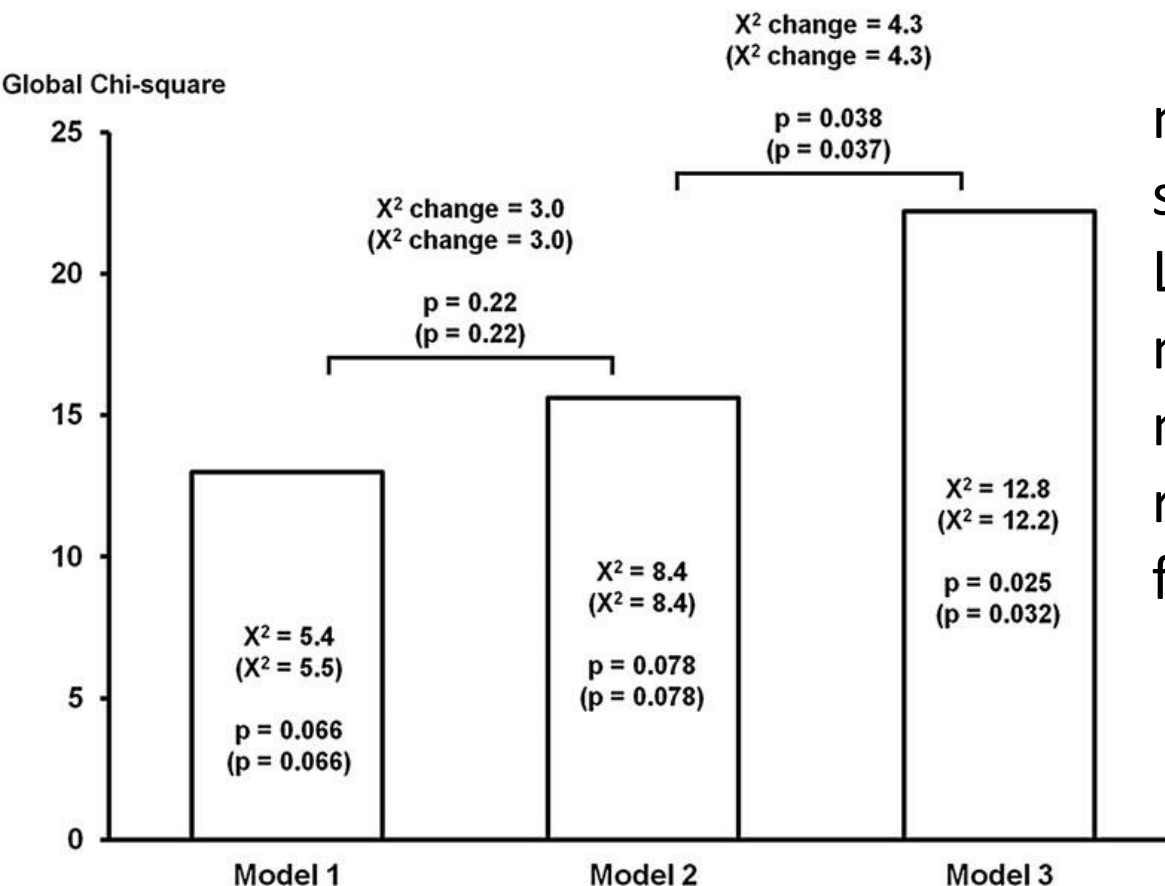 X² change = 4.3
(X² change = 4.3)
p = 0.038
(p = 0.037)
Global Chi-square
25
20
15
10
5
0
X² change = 3.0
(X² change = 3.0)
p = 0.22
(p = 0.22)
X² = 5.4
(X² = 5.5)
p = 0.066
(p = 0.066)
X² = 8.4
(X² = 8.4)
p = 0.078
(p = 0.078)
X² = 12.8
(X² = 12.2)
p = 0.025
(p = 0.032)
Model 1 Model 2 Model 3